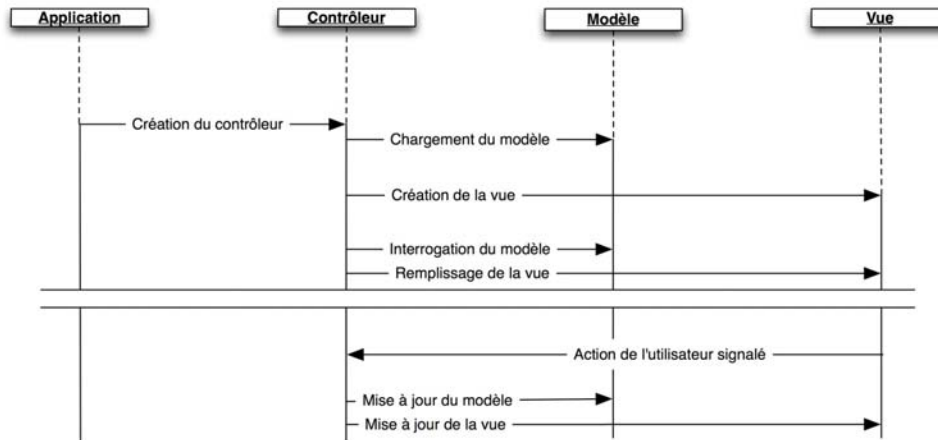 Application
Contrôleur
Modèle
Vue
Création du contrôleur
Chargement du modèle
Création de la vue
Interrogation du modèle
Remplissage de la vue
Action de l'utilisateur signalé
Mise à jour du modèle
Mise à jour de la vue